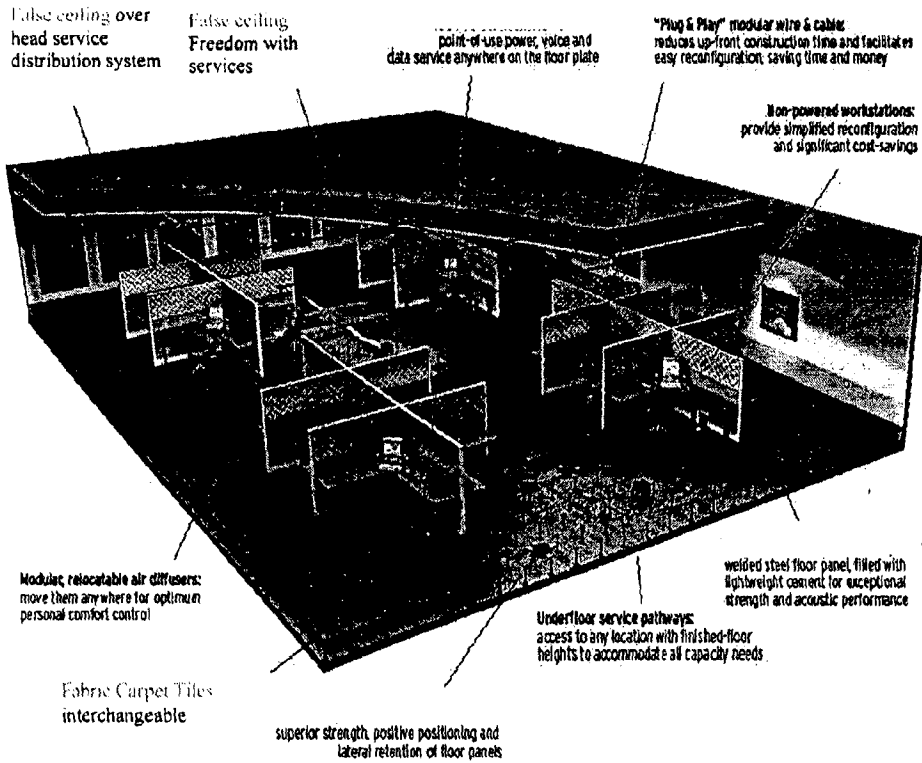 False ceiling over
head service
distribution system
False ceiling
Freedom with
services
point-of-use power, voice and
data service anywhere on the floor plate
"Plug & Play" modular wire & cable:
reduces up-front construction time and facilitates
easy reconfiguration, saving time and money
Non-powered workstations:
provide simplified reconfiguration
and significant cost-savings
Modular, relocatable air diffusers:
move them anywhere for optimum
personal comfort control
welded steel floor panel, filled with
lightweight cement for exceptional
strength and acoustic performance
Underfloor service pathways:
access to any location with finished-floor
heights to accommodate all capacity needs
Fabric Carpet Tiles
interchangeable
superior strength, positive positioning and
lateral retention of floor panels